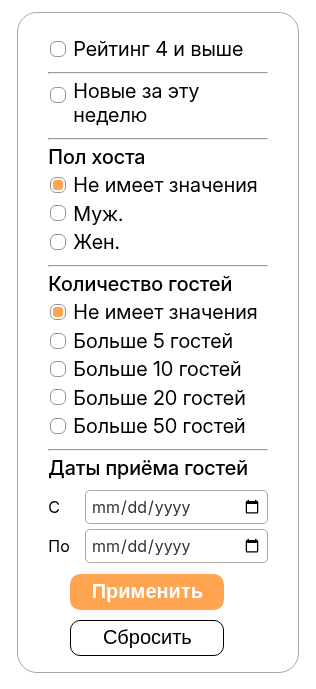 Рейтинг 4 и выше
Новые за эту
неделю
Пол хоста
Не имеет значения
Муж.
Жен.
Количество гостей
Не имеет значения
Больше 5 гостей
Больше 10 гостей
Больше 20 гостей
Больше 50 гостей
Даты приёма гостей
С mm/dd/yyyy
По mm/dd/yyyy
Применить
Сбросить